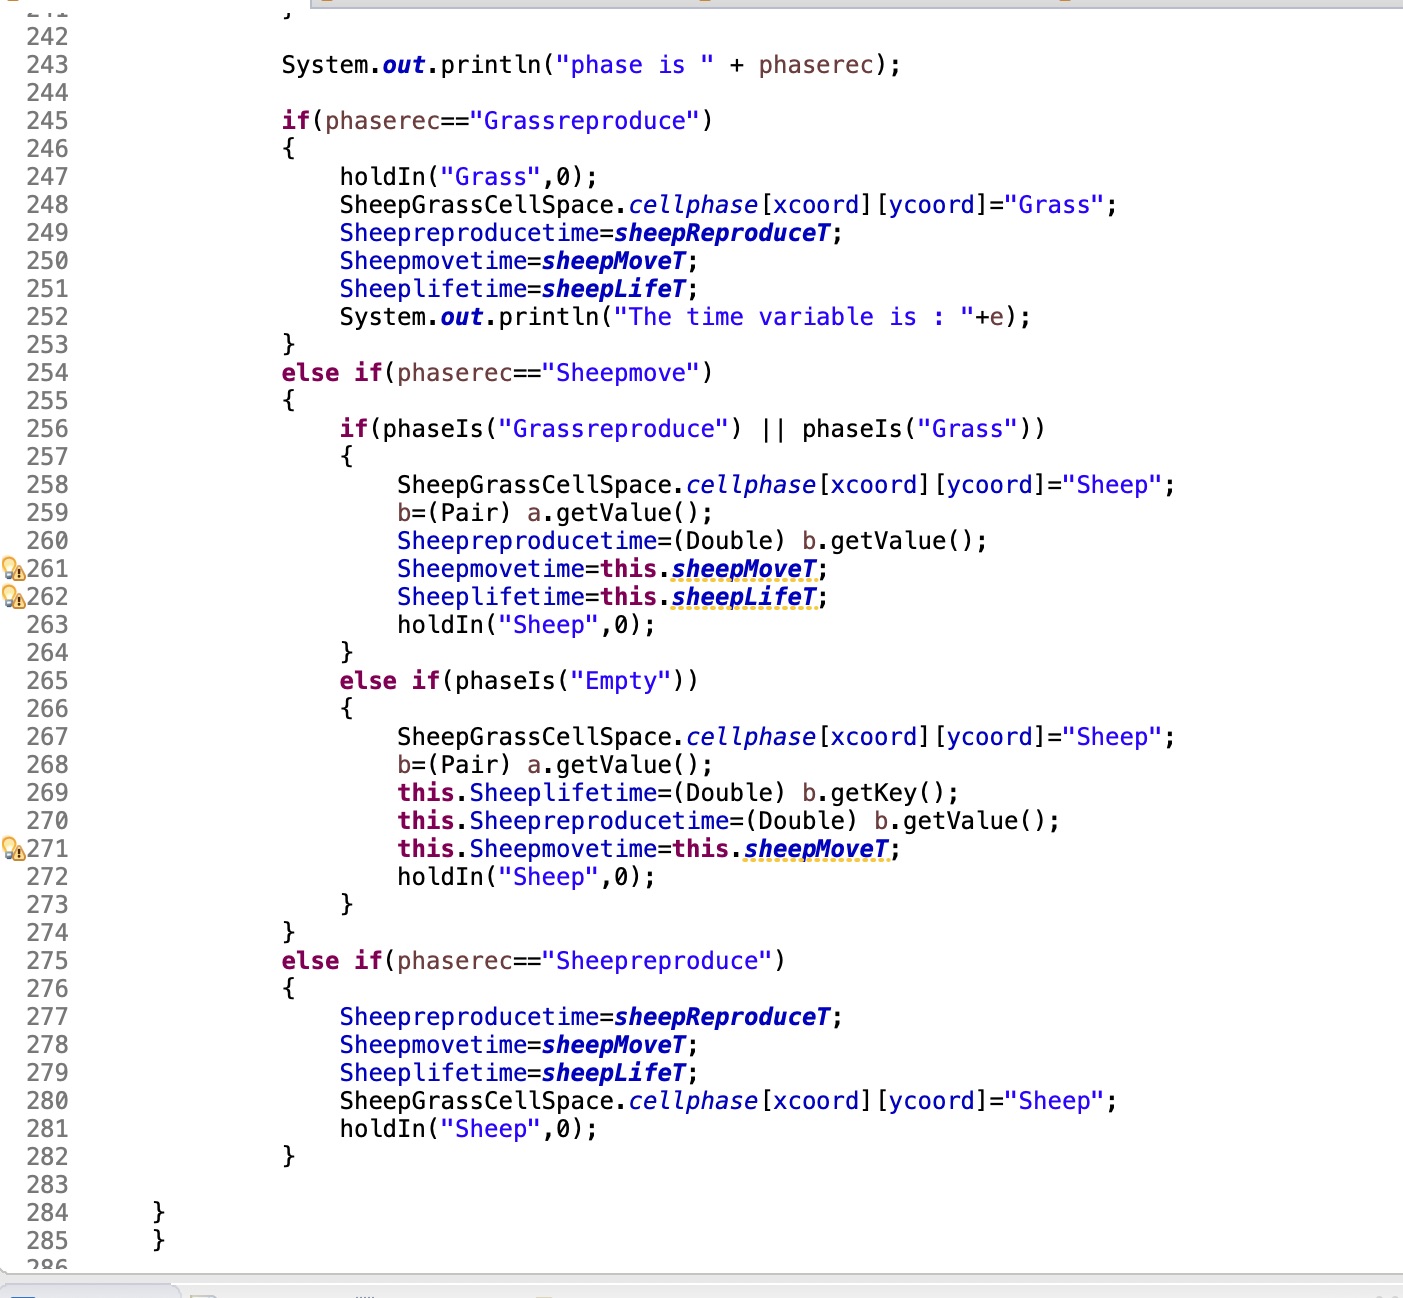 242
243 System.out.println("phase is " + phaserec);
244
245 if(phaserec=="Grassreproduce")
246 {
247 holdIn("Grass",0);
248 SheepGrassCellSpace.cellphase[xcoord][ycoord]="Grass";
249 Sheepreproducetime=sheepReproduceT;
250 Sheepmovetime=sheepMoveT;
251 Sheeplifetime=sheepLifeT;
252 System.out.println("The time variable is : "+e);
253 }
254 else if(phaserec=="Sheepmove")
255 {
256 if(phaseIs("Grassreproduce") || phaseIs("Grass"))
257 {
258 SheepGrassCellSpace.cellphase[xcoord][ycoord]="Sheep";
259 b=(Pair) a.getValue();
260 Sheepreproducetime=(Double) b.getValue();
261 Sheepmovetime=this.sheepMoveT;
262 Sheeplifetime=this.sheepLifeT;
263 holdIn("Sheep",0);
264 }
265 else if(phaseIs("Empty"))
266 {
267 SheepGrassCellSpace.cellphase[xcoord][ycoord]="Sheep";
268 b=(Pair) a.getValue();
269 this.Sheeplifetime=(Double) b.getKey();
270 this.Sheepreproducetime=(Double) b.getValue();
271 this.Sheepmovetime=this.sheepMoveT;
272 holdIn("Sheep",0);
273 }
274 }
275 else if(phaserec=="Sheepreproduce")
276 {
277 Sheepreproducetime=sheepReproduceT;
278 Sheepmovetime=sheepMoveT;
279 Sheeplifetime=sheepLifeT;
280 SheepGrassCellSpace.cellphase[xcoord][ycoord]="Sheep";
281 holdIn("Sheep",0);
282 }
283
284 }
285 }
286